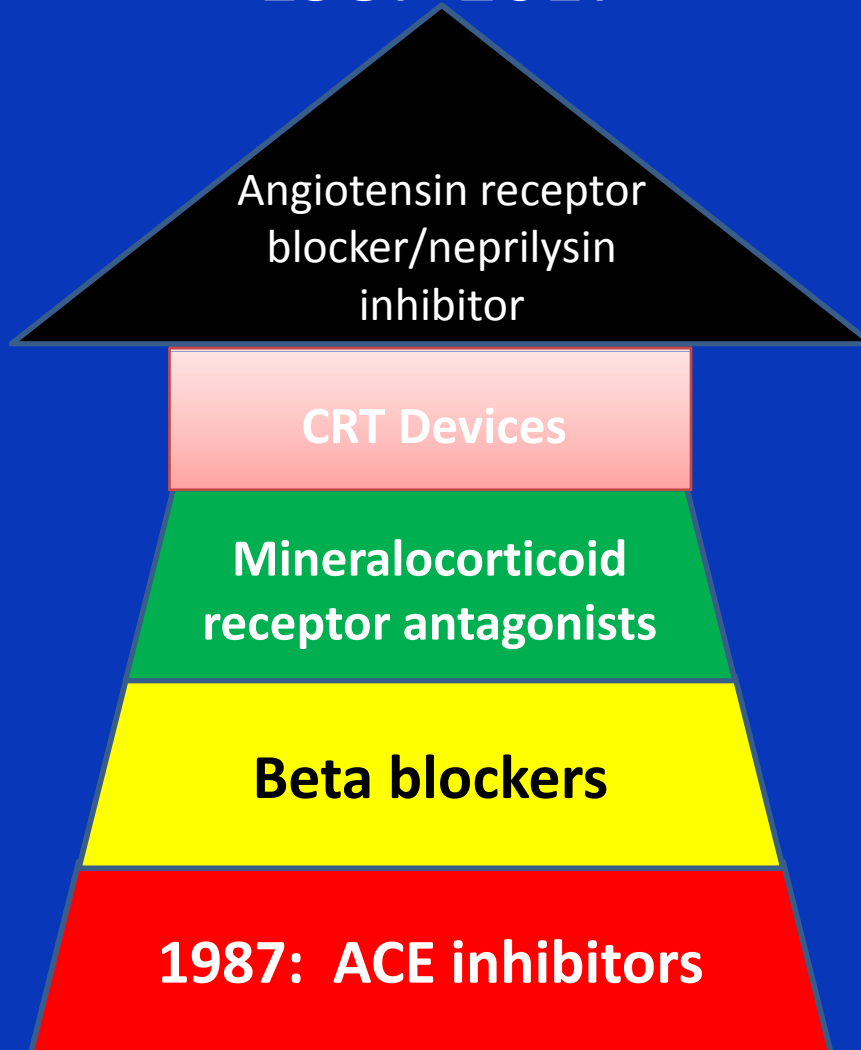 Angiotensin receptor
blocker/neprilysin
inhibitor
CRT Devices
Mineralocorticoid
receptor antagonists
Beta blockers
1987: ACE inhibitors